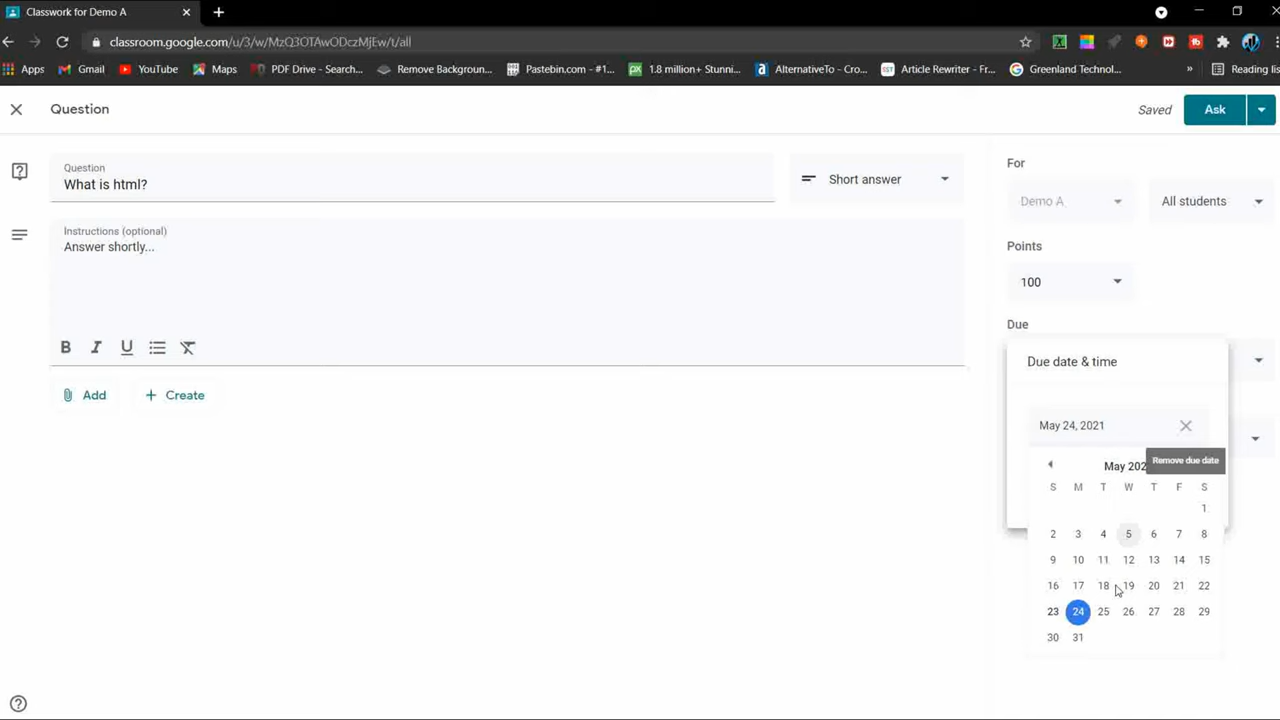 Classwork for Demo A
classroom.google.com/u/3/w/MzQ3OTAwODczMjEw/t/all
Apps Gmail YouTube Maps PDF Drive - Search... Remove Backgroun... Pastebin.com - #1... 1.8 million+ Stunni... AlternativeTo - Cro... Article Rewriter - Fr... Greenland Technol... » Reading list
Question
Saved Ask
Question
What is html?
Short answer
Instructions (optional)
Answer shortly...
B I U
Add Create
For
Demo A All students
Points
100
Due
Due date & time
May 24, 2021
Remove due date
May 202
S M T W T F S
1
2 3 4 5 6 7 8
9 10 11 12 13 14 15
16 17 18 19 20 21 22
23 24 25 26 27 28 29
30 31